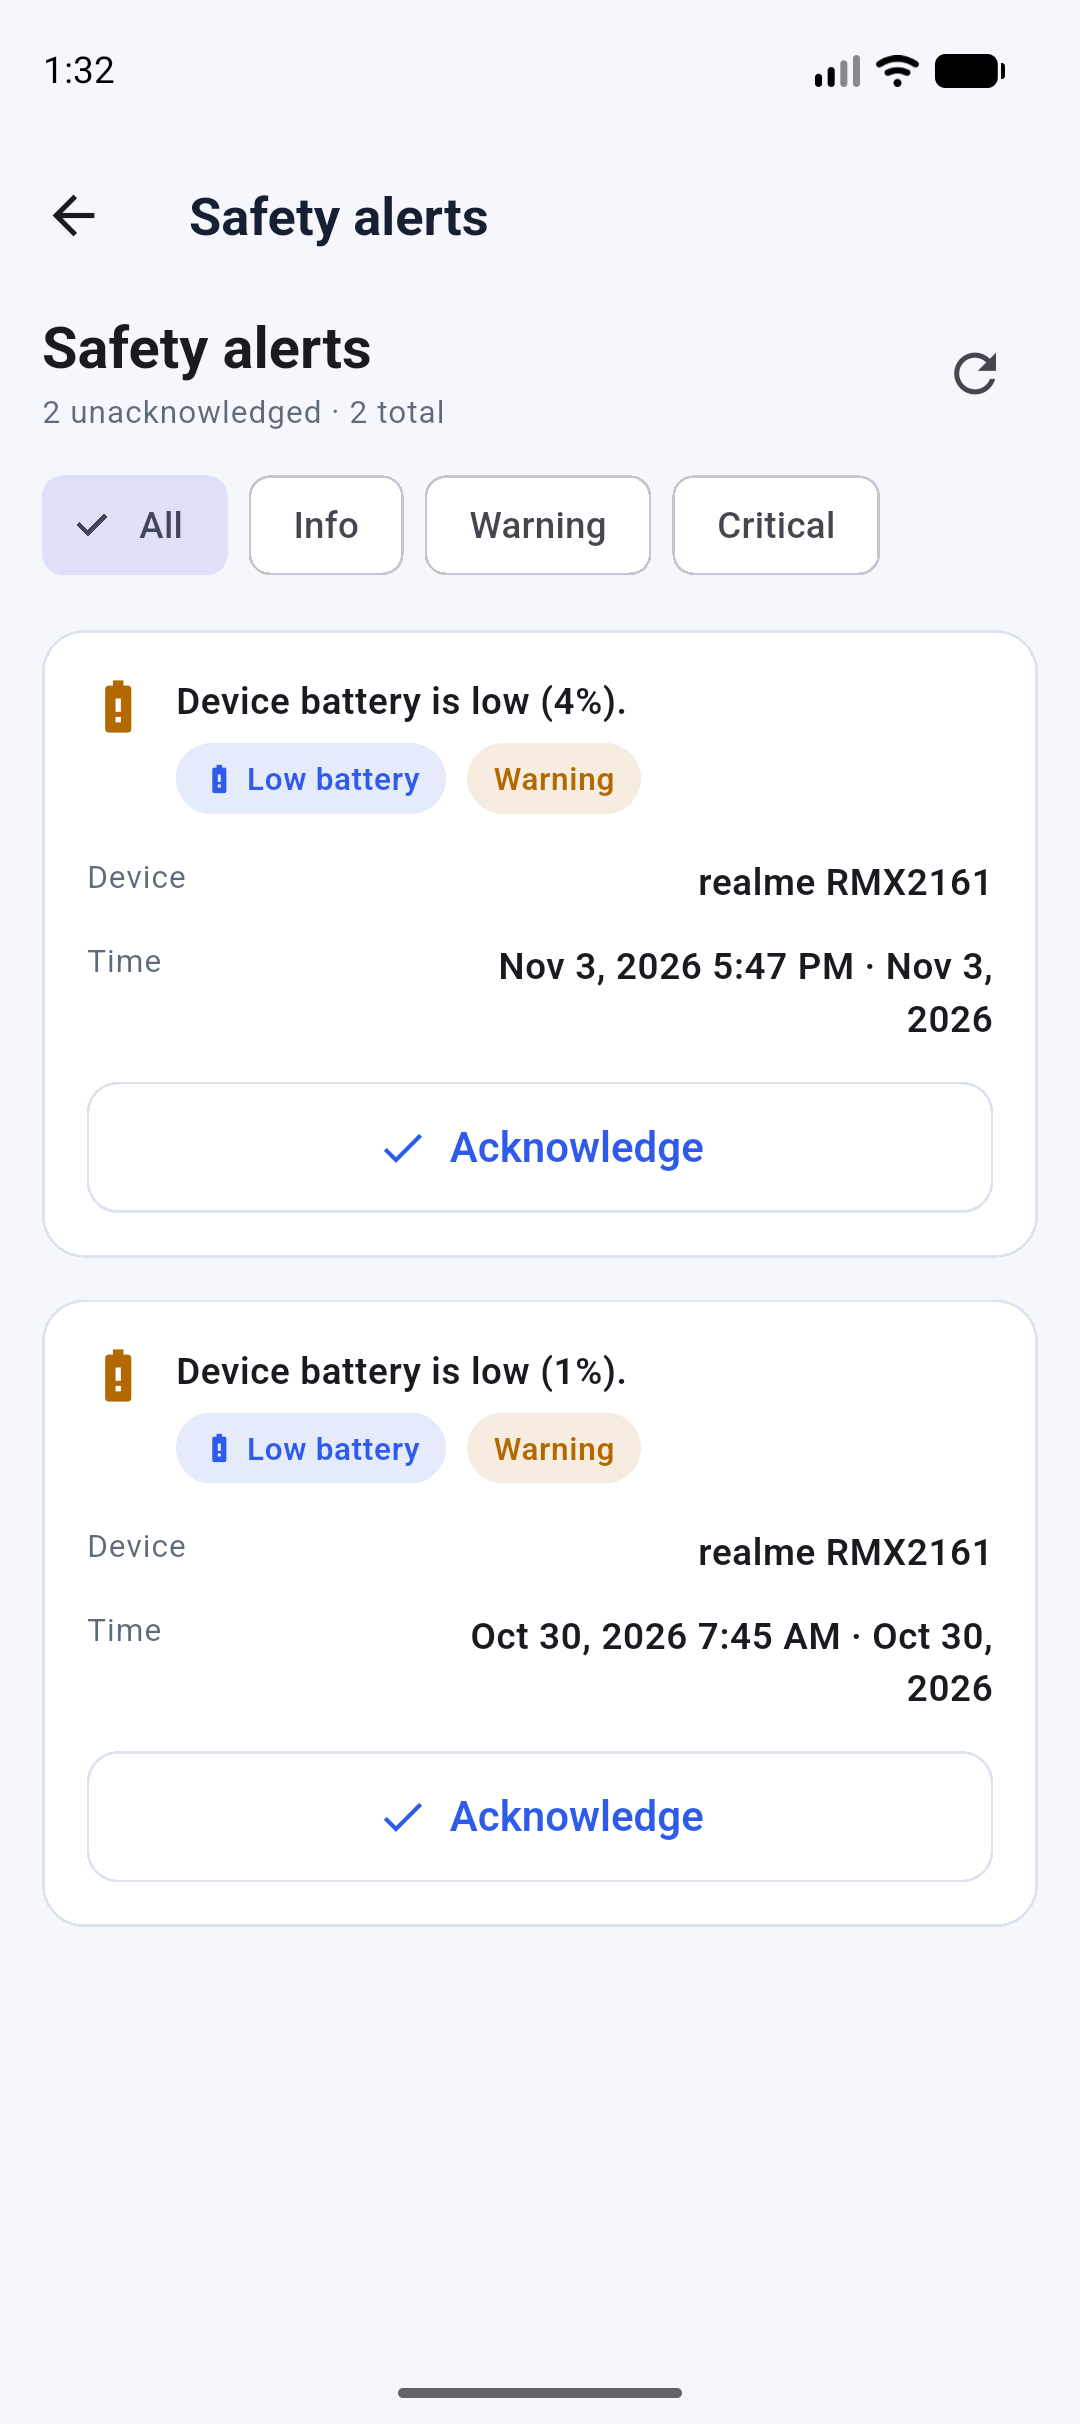 1:32
Safety alerts
Safety alerts
2 unacknowledged · 2 total
All
Info
Warning
Critical
Device battery is low (4%).
Low battery
Warning
Device
realme RMX2161
Time
Nov 3, 2026 5:47 PM · Nov 3,
2026
Acknowledge
Device battery is low (1%).
Low battery
Warning
Device
realme RMX2161
Time
Oct 30, 2026 7:45 AM · Oct 30,
2026
Acknowledge